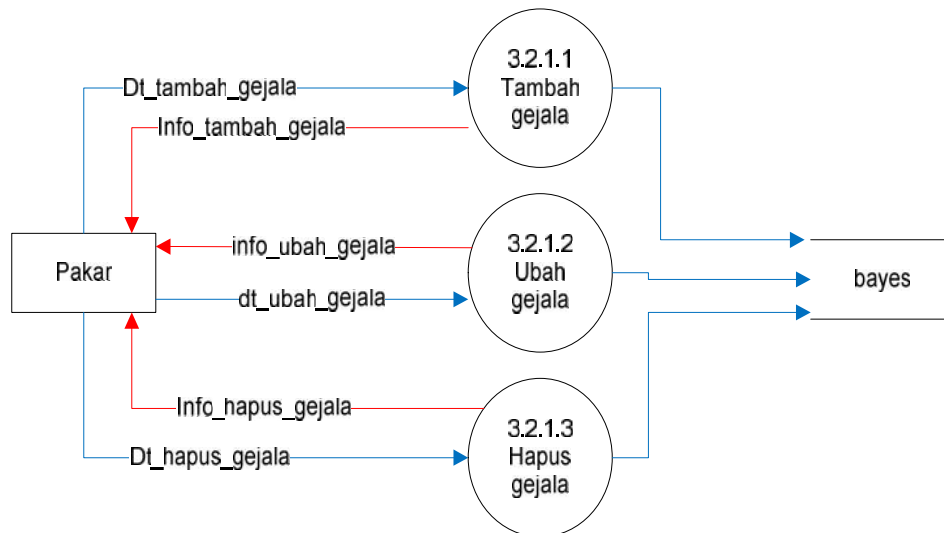 3.2.1.1
Tambah
gejala
Dt_tambah_gejala
Info_tambah_gejala
Pakar
info_ubah_gejala
dt_ubah_gejala
3.2.1.2
Ubah
gejala
bayes
Info_hapus_gejala
Dt_hapus_gejala
3.2.1.3
Hapus
gejala